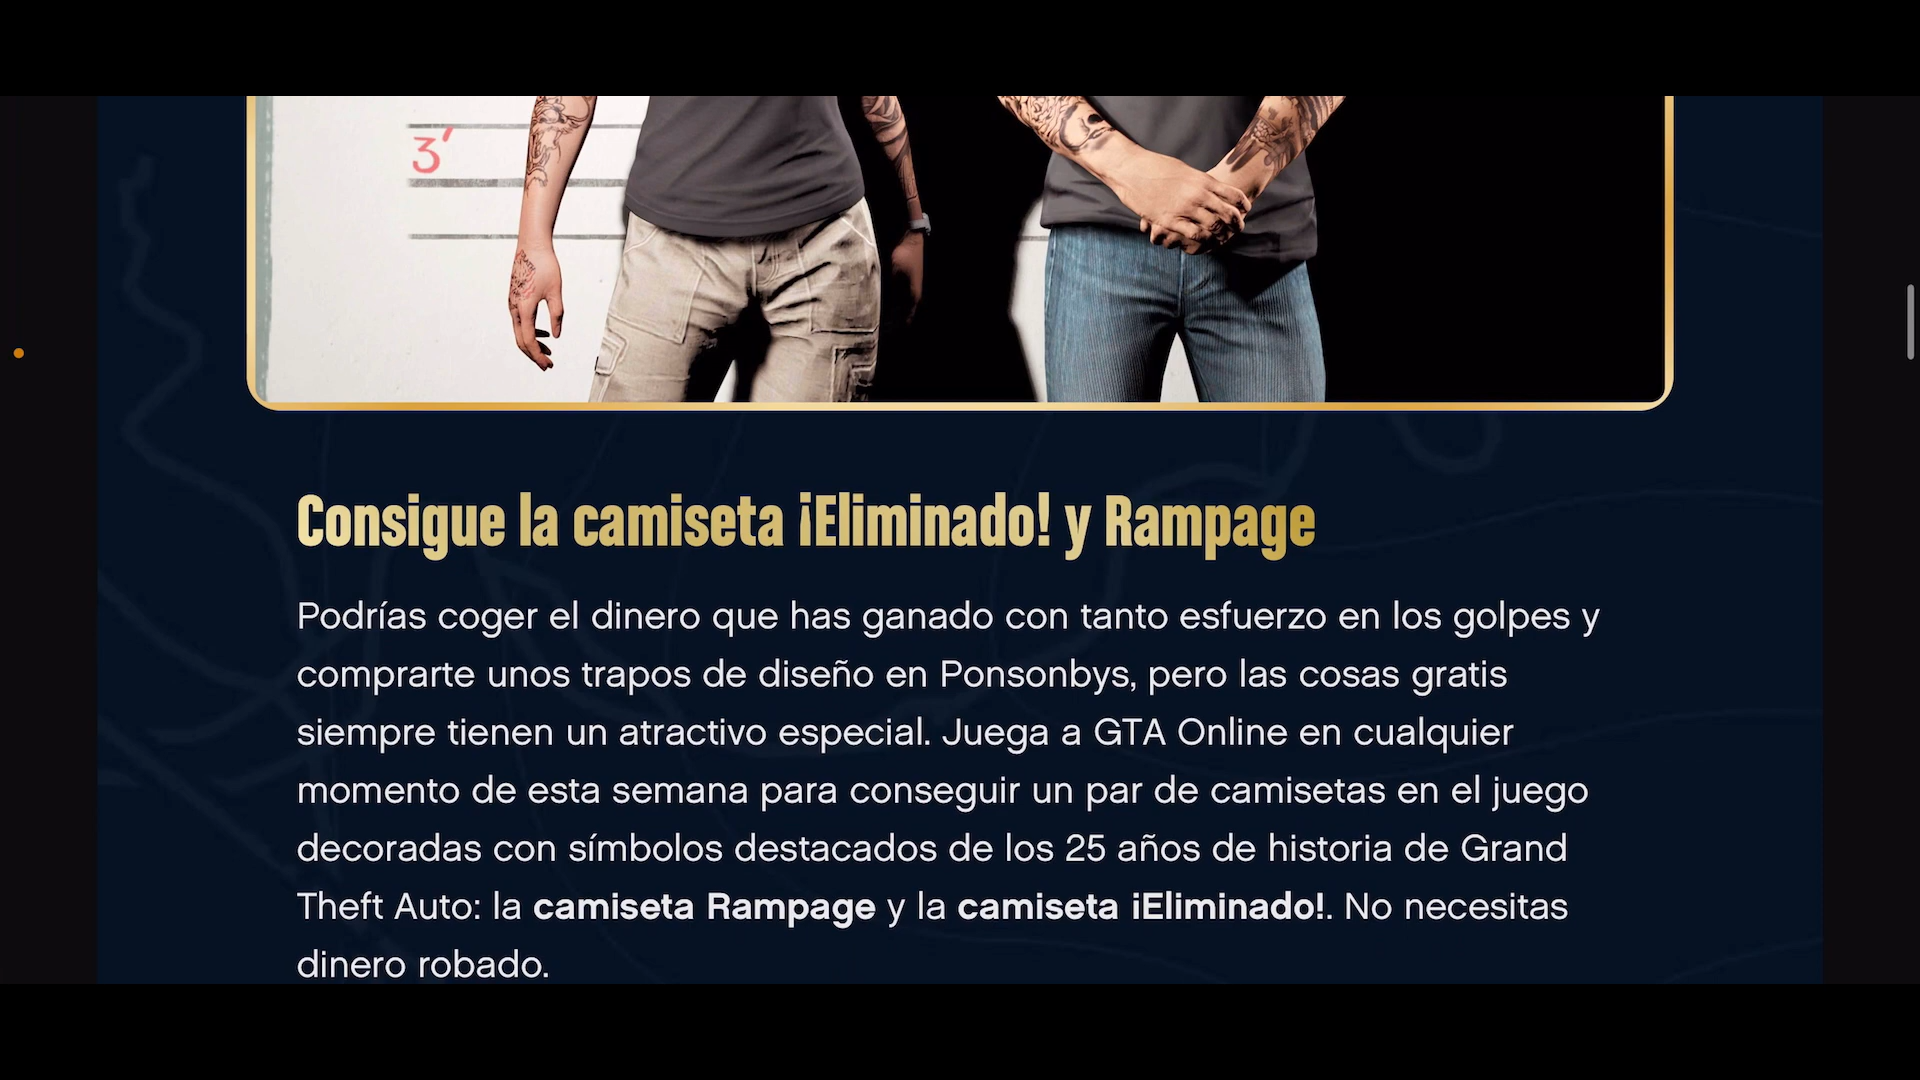 3'
Consigue la camiseta ¡Eliminado! y Rampage
Podrías coger el dinero que has ganado con tanto esfuerzo en los golpes y
comprarte unos trapos de diseño en Ponsonbys, pero las cosas gratis
siempre tienen un atractivo especial. Juega a GTA Online en cualquier
momento de esta semana para conseguir un par de camisetas en el juego
decoradas con símbolos destacados de los 25 años de historia de Grand
Theft Auto: la camiseta Rampage y la camiseta ¡Eliminado!. No necesitas
dinero robado.